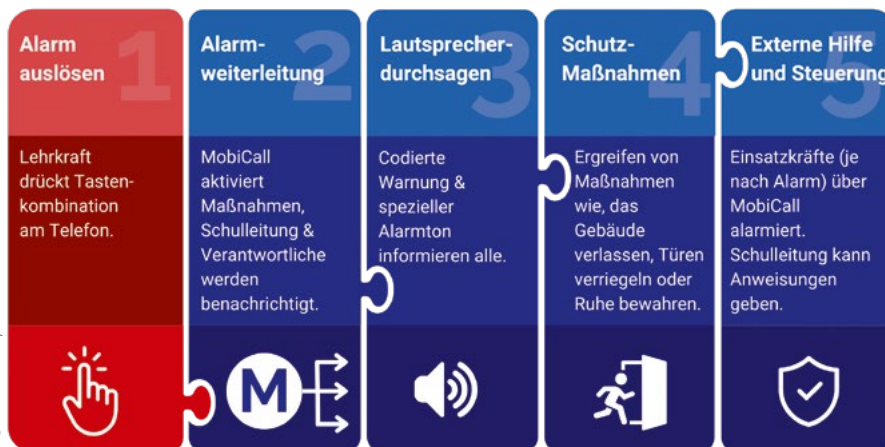 1
Alarm
auslösen
Lehrkraft
drückt Tasten-
kombination
am Telefon.
2
Alarm-
weiterleitung
MobiCall
aktiviert
Maßnahmen,
Schulleitung &
Verantwortliche
werden
benachrichtigt.
M
3
Lautsprecher-
durchsagen
Codierte
Warnung &
spezieller
Alarmton
informieren alle.
4
Schutz-
Maßnahmen
Ergreifen von
Maßnahmen
wie, das
Gebäude
verlassen, Türen
verriegeln oder
Ruhe bewahren.
5
Externe Hilfe
und Steuerung
Einsatzkräfte (je
nach Alarm) über
MobiCall
alarmiert.
Schulleitung kann
Anweisungen
geben.